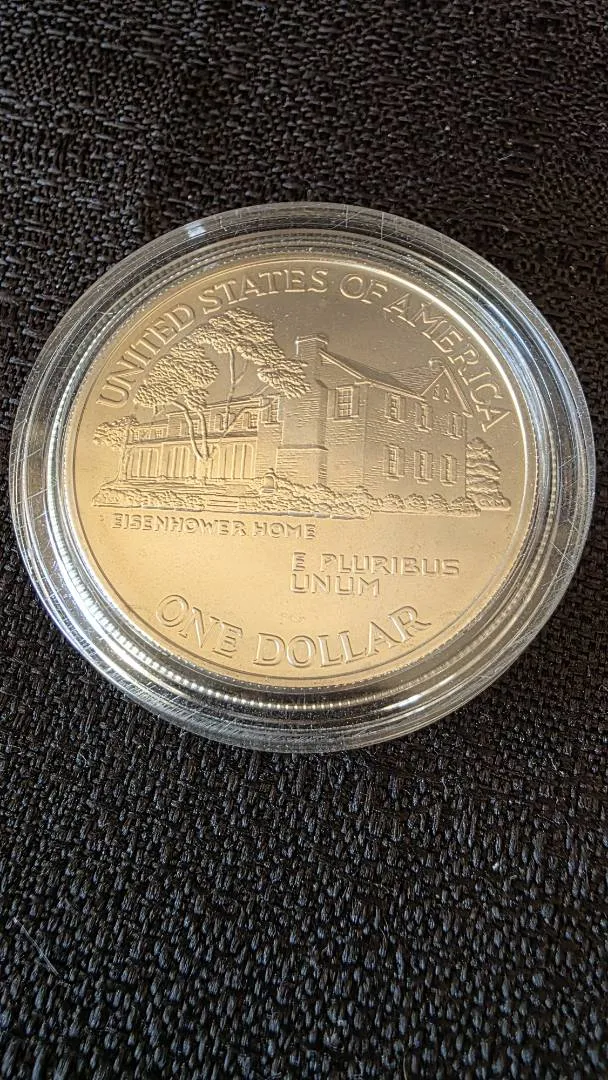 UNITED STATES OF AMERICA
EISENHOWER HOME
E PLURIBUS
UNUM
ONE DOLLAR